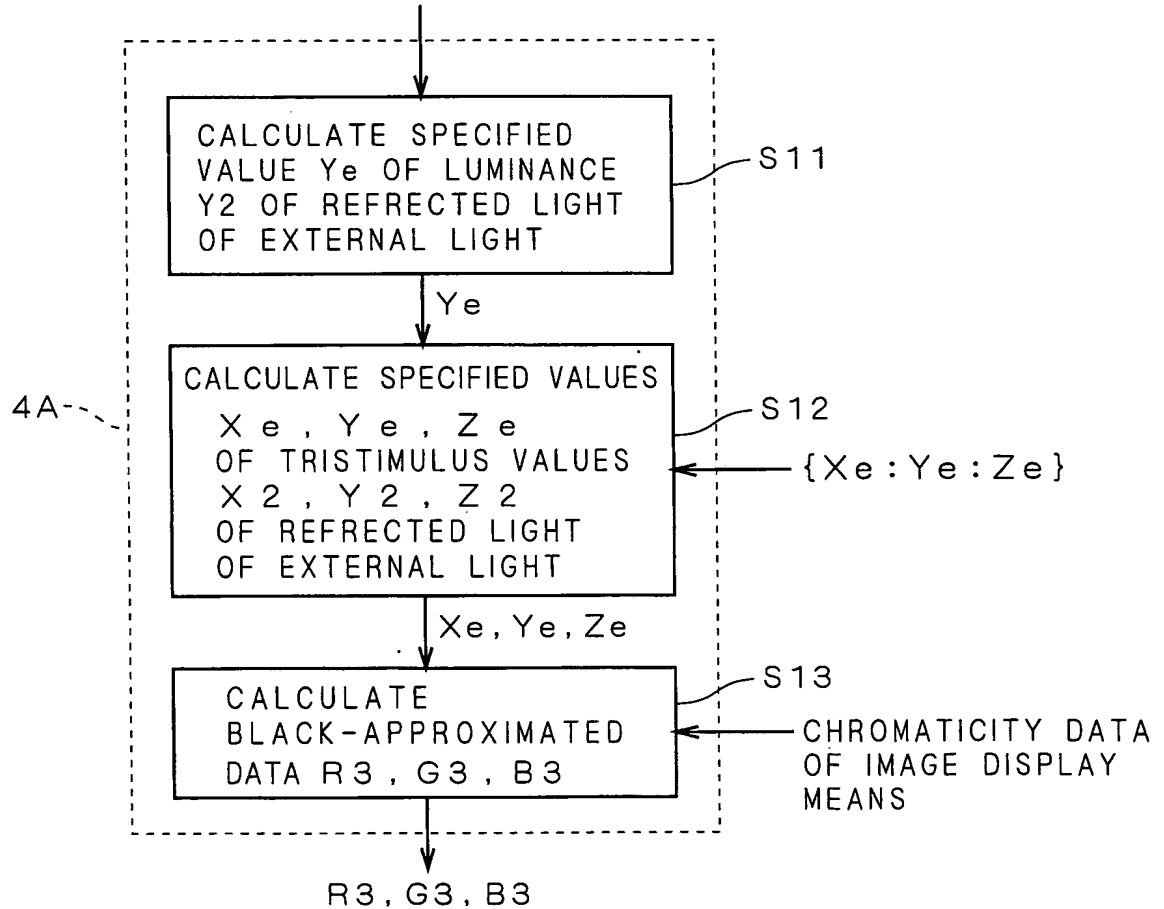 CALCULATE SPECIFIED
VALUE Ye OF LUMINANCE
Y2 OF REFRECTED LIGHT
OF EXTERNAL LIGHT
S11
Ye
CALCULATE SPECIFIED VALUES
Xe, Ye, Ze
OF TRISTIMULUS VALUES
X2, Y2, Z2
OF REFRECTED LIGHT
OF EXTERNAL LIGHT
S12
{Xe:Ye:Ze}
4A
Xe, Ye, Ze
CALCULATE
BLACK-APPROXIMATED
DATA R3, G3, B3
S13
CHROMATICITY DATA
OF IMAGE DISPLAY
MEANS
R3, G3, B3